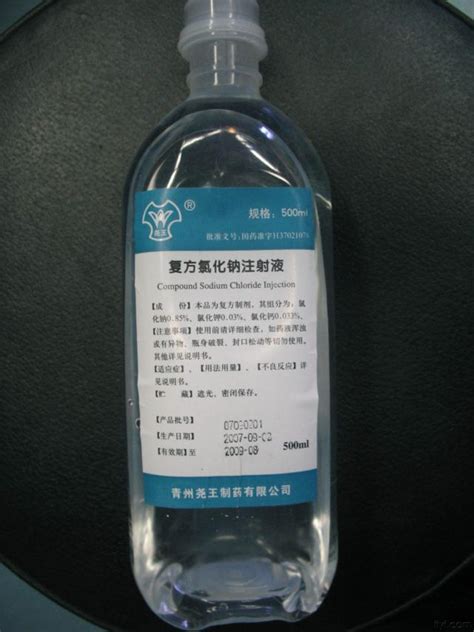 尧王
®
规格：500ml
批准文号：国药准字H3702107
复方氯化钠注射液
Compound Sodium Chloride Injection
【成　份】本品为复方制剂，其组分为：氯
化钠0.85%、氯化钾0.03%、氯化钙0.033%。
【注意事项】使用前请详细检查，如药液浑浊
或有异物、瓶身破裂、封口松动等切勿使用。
其他详见说明书。
【适应症】、【用法用量】、【不良反应】详
见说明书。
【贮　藏】遮光，密闭保存。
【产品批号】
【生产日期】 2007-09-02
【有效期】至 2009-08
500ml
青州尧王制药有限公司